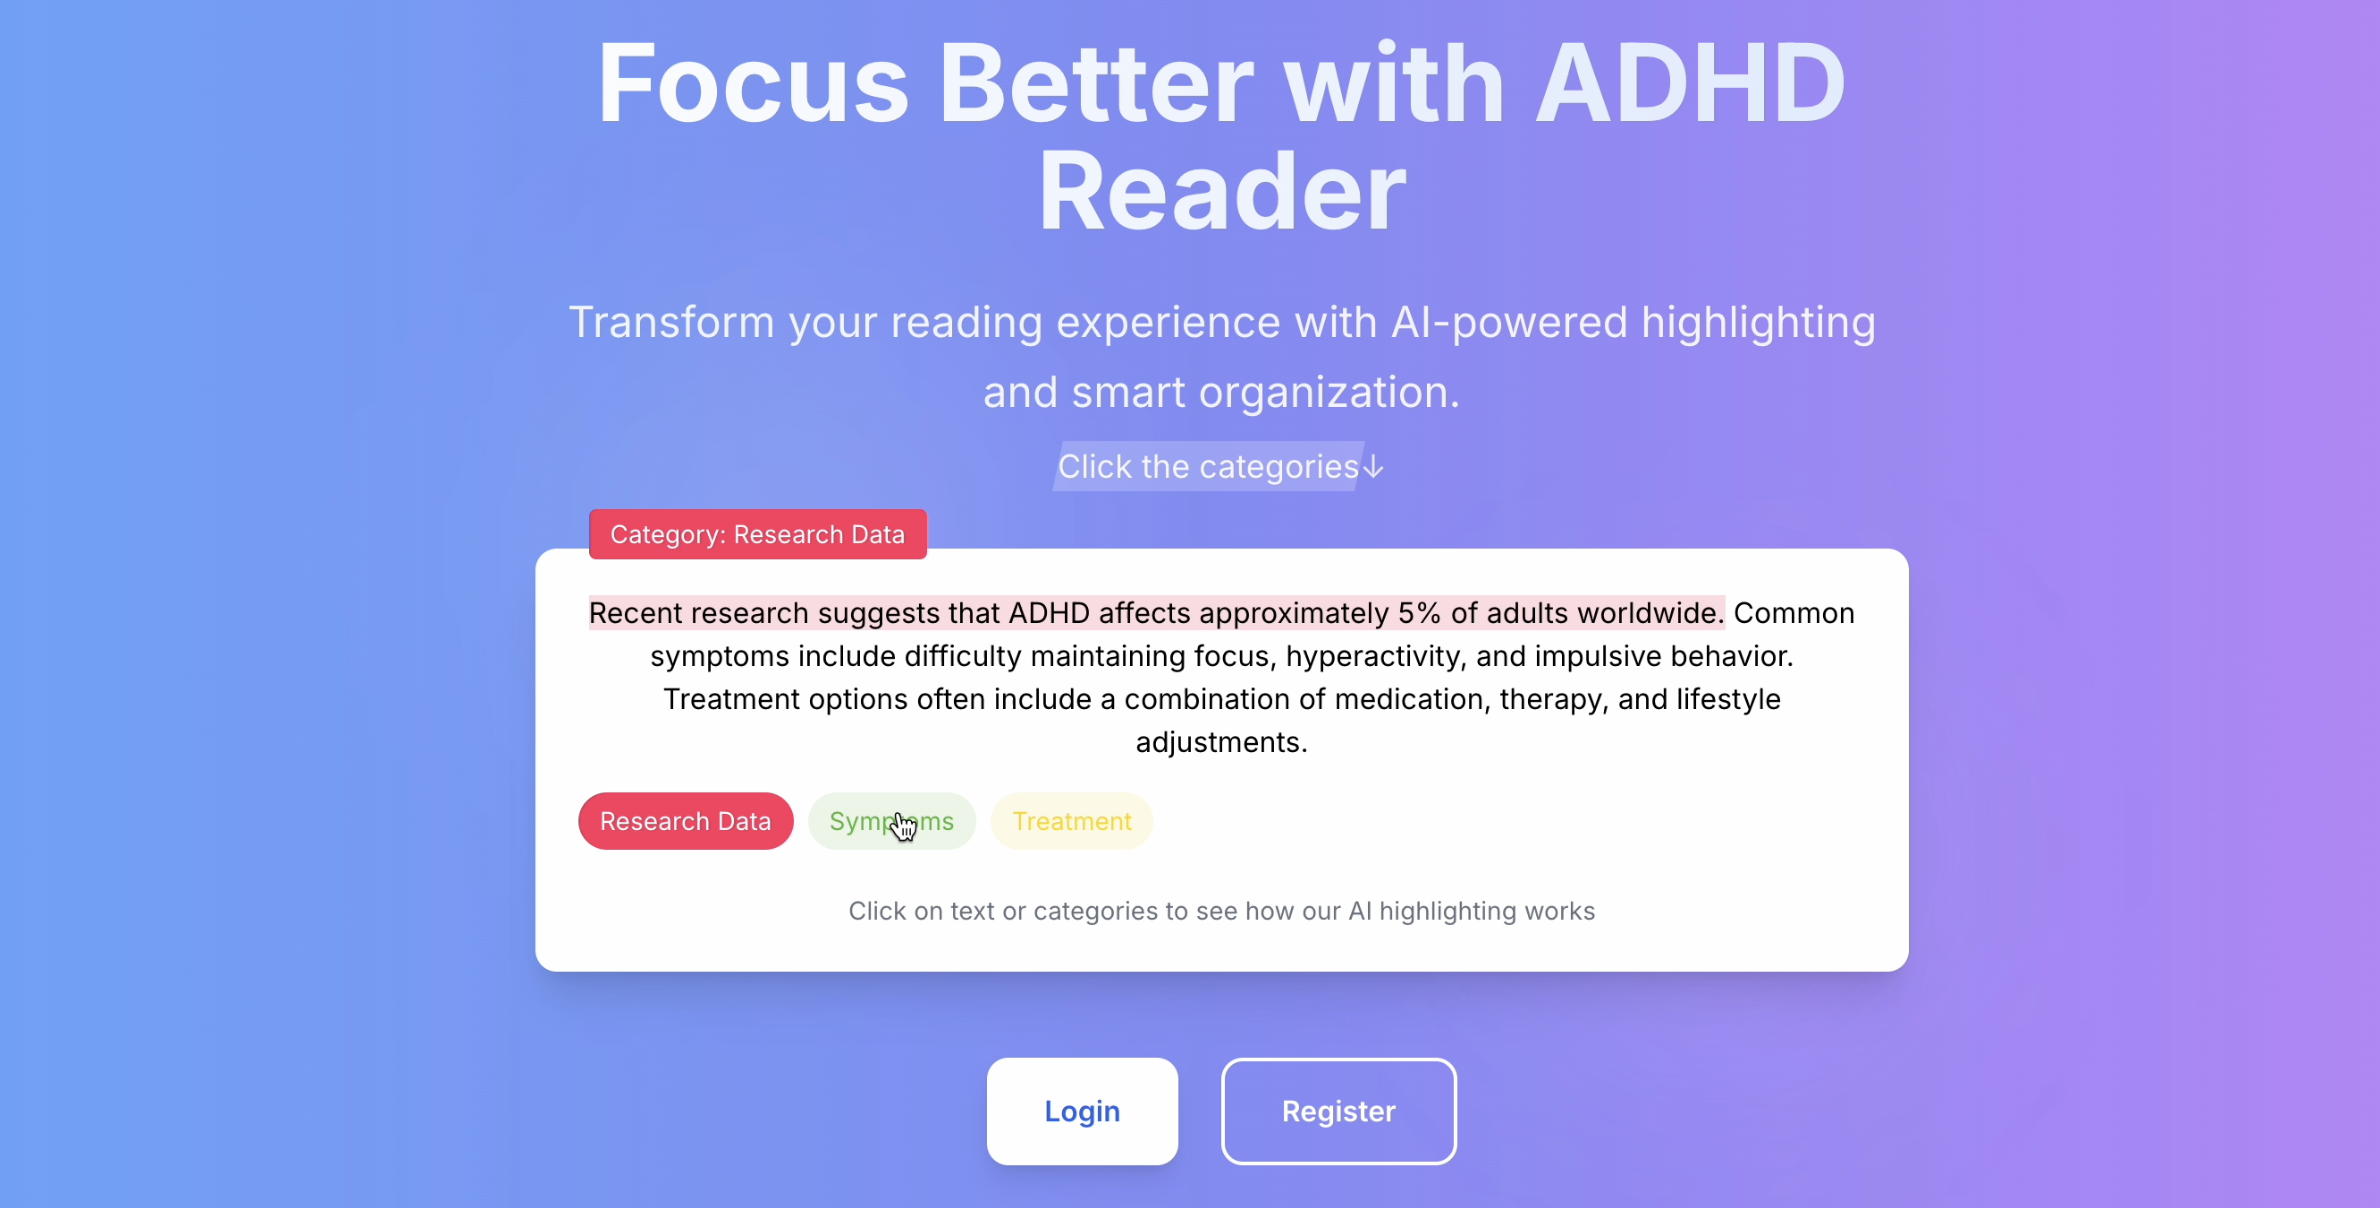 Focus Better with ADHD
Reader
Transform your reading experience with AI-powered highlighting
and smart organization.
Click the categories↓
Category: Research Data
Recent research suggests that ADHD affects approximately 5% of adults worldwide. Common
symptoms include difficulty maintaining focus, hyperactivity, and impulsive behavior.
Treatment options often include a combination of medication, therapy, and lifestyle
adjustments.
Research Data Symptoms Treatment
Click on text or categories to see how our AI highlighting works
Login Register